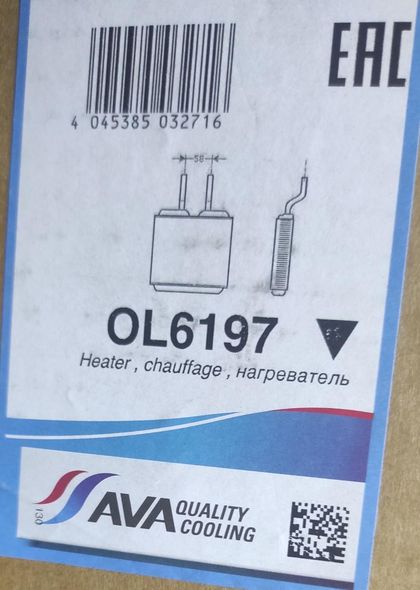 EAC
4 045385 032716
58
OL6197
Heater , chauffage , нагреватель
130
AVA QUALITY
COOLING